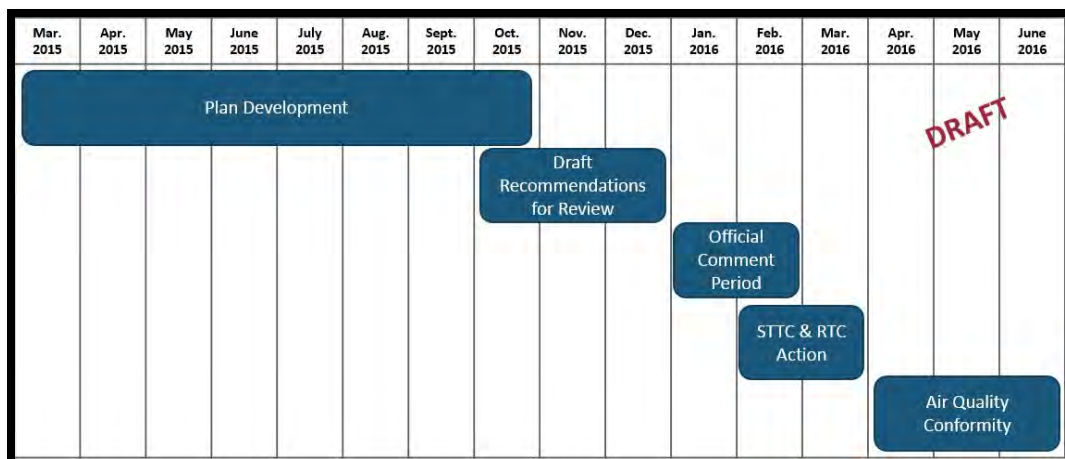 Mar. Apr. May June July Aug. Sept. Oct. Nov. Dec. Jan. Feb. Mar. Apr. May June
2015 2015 2015 2015 2015 2015 2015 2015 2015 2015 2016 2016 2016 2016 2016 2016
Plan Development
DRAFT
Draft
Recommendations
for Review
Official
Comment
Period
STTC & RTC
Action
Air Quality
Conformity